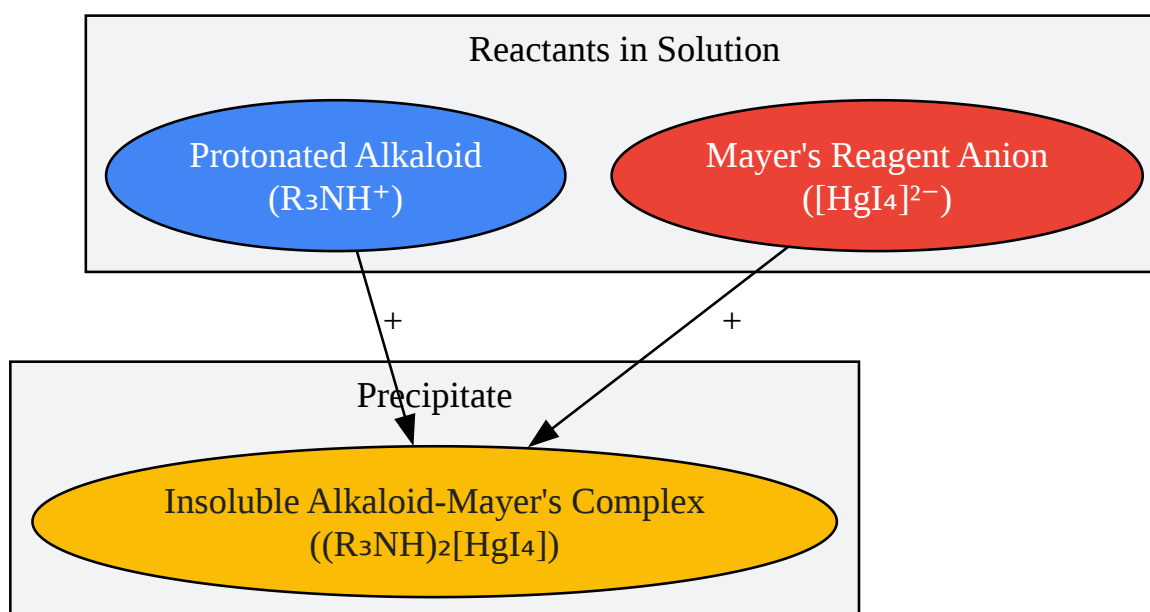 Reactants in Solution
Protonated Alkaloid
(R₃NH⁺)
Mayer's Reagent Anion
([HgI₄]²⁻)
+
+
Precipitate
Insoluble Alkaloid-Mayer's Complex
((R₃NH)₂[HgI₄])